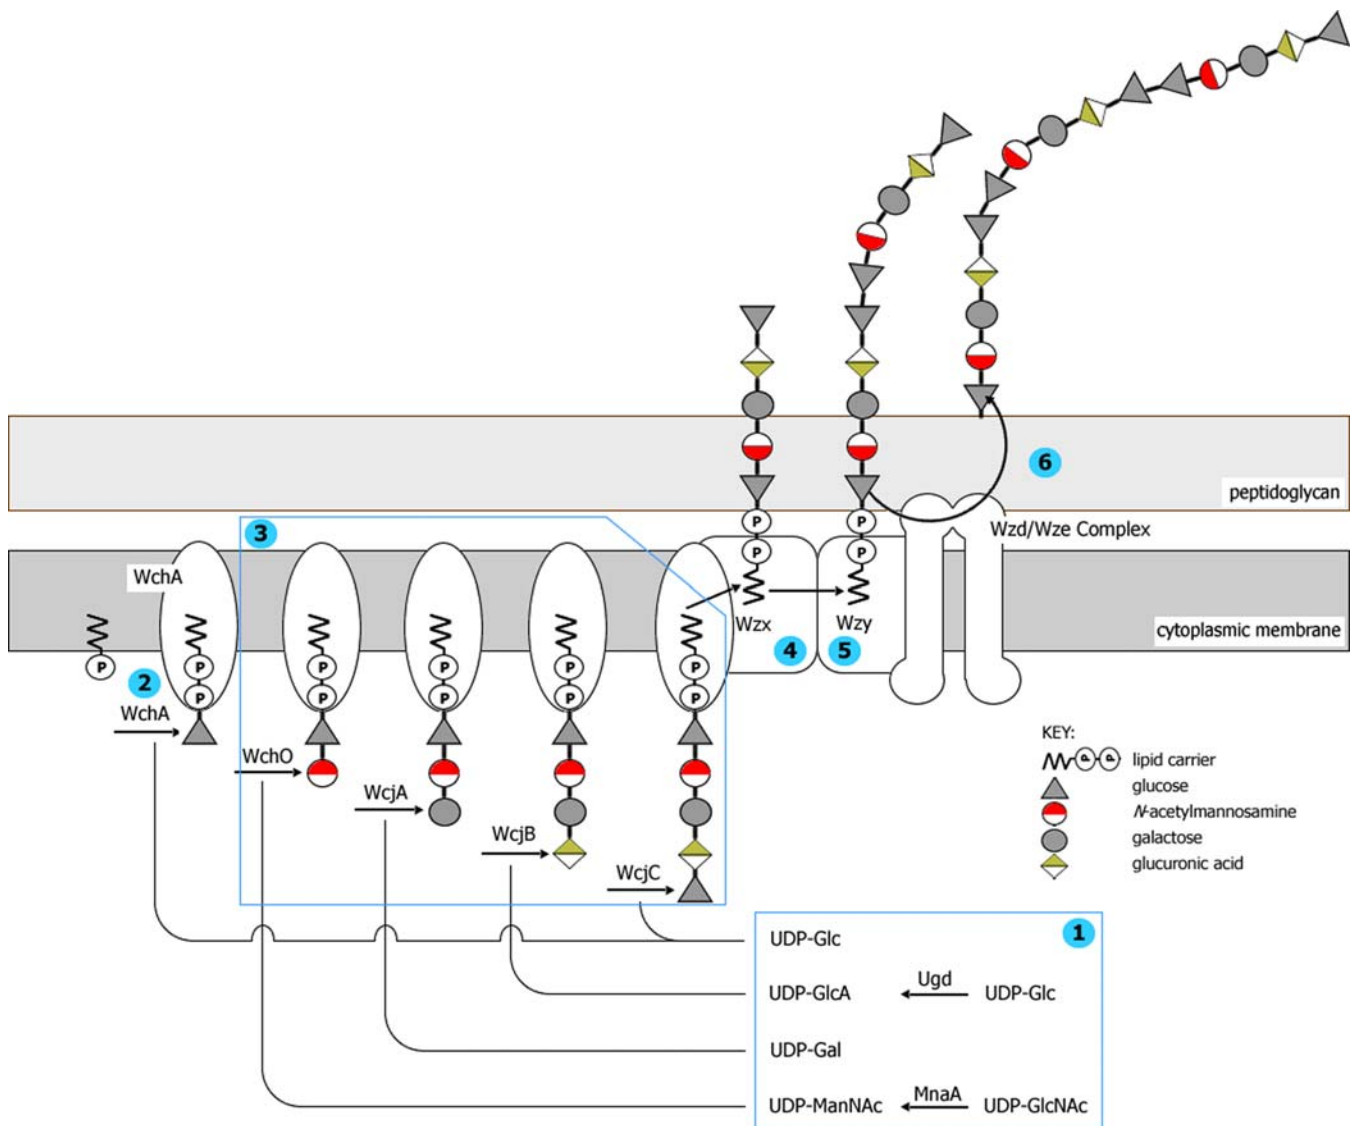 peptidoglycan
6
Wzd/Wze Complex
3
WchA
P
P
P
P
Wzx
Wzy
4
5
cytoplasmic membrane
P
P
P
P
P
P
P
P
P
P
P
2
WchA
WchO
WcjA
WcjB
WcjC
KEY:
P P lipid carrier
glucose
N-acetylmannosamine
galactose
glucuronic acid
1
UDP-Glc
UDP-GlcA Ugd UDP-Glc
UDP-Gal
UDP-ManNAc MnaA UDP-GlcNAc